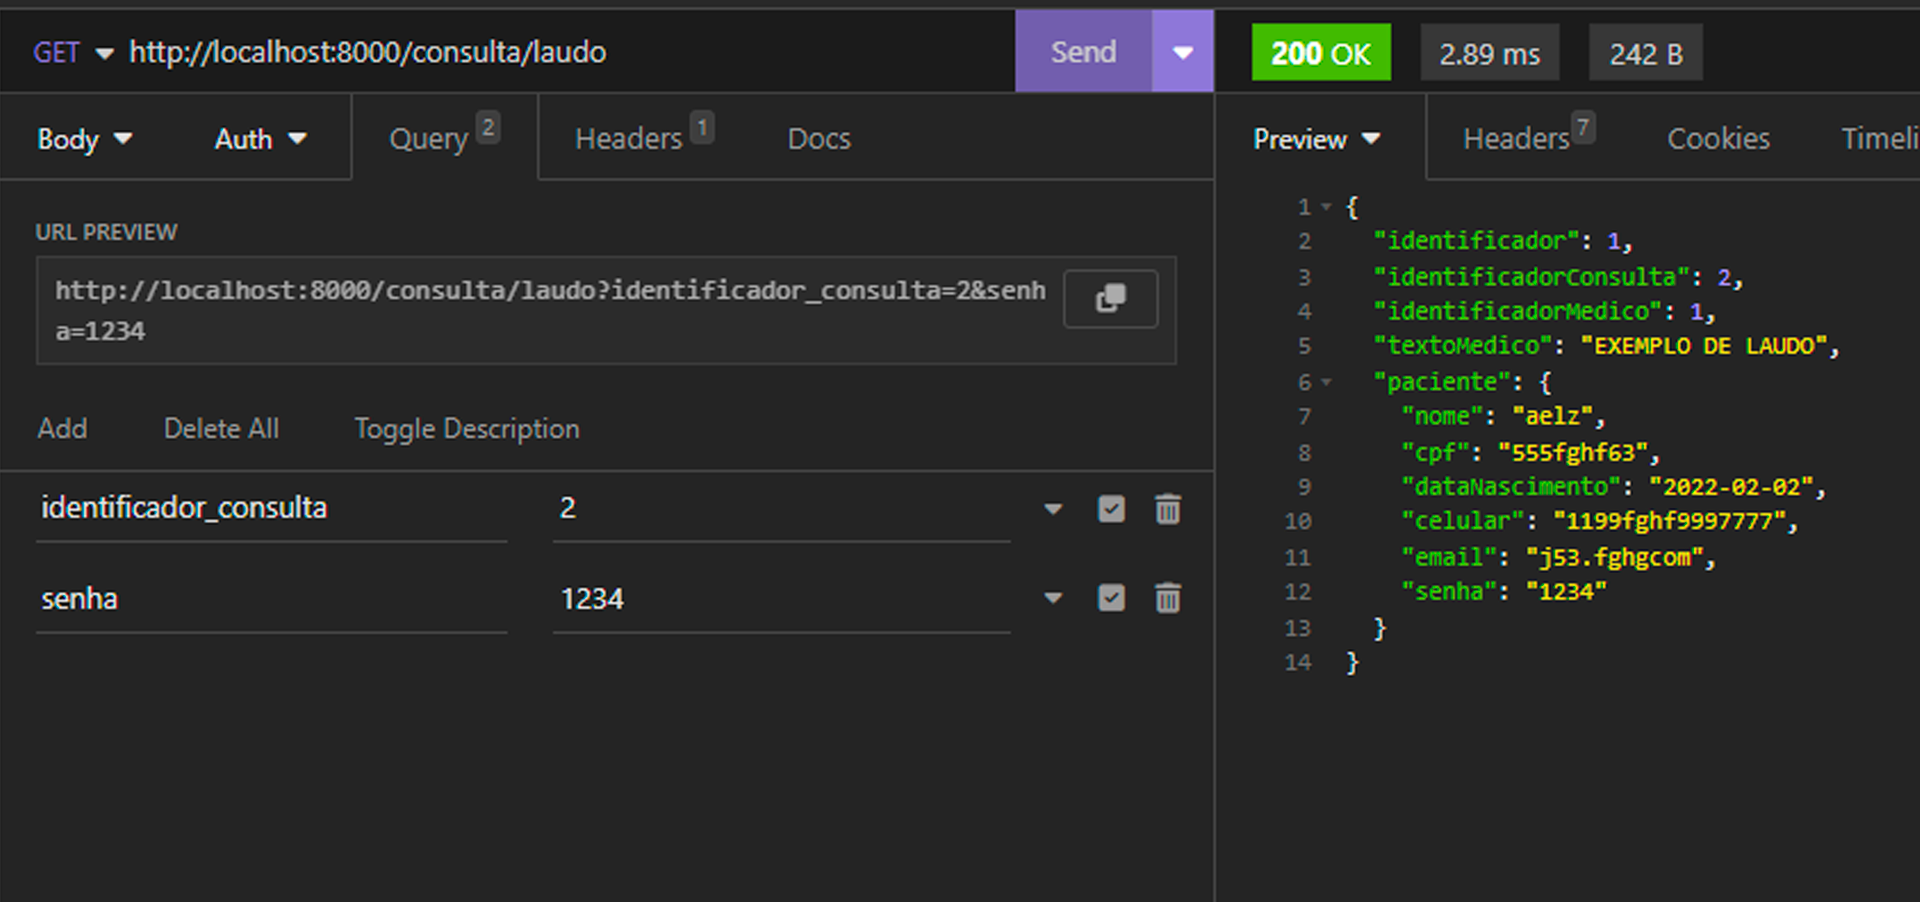 GET http://localhost:8000/consulta/laudo Send
Body Auth Query 2 Headers 1 Docs
URL PREVIEW
http://localhost:8000/consulta/laudo?identificador_consulta=2&senh
a=1234
Add Delete All Toggle Description
identificador_consulta 2
senha 1234
200 OK 2.89 ms 242 B
Preview Headers 7 Cookies Timeli
1 {
2 "identificador": 1,
3 "identificadorConsulta": 2,
4 "identificadorMedico": 1,
5 "textoMedico": "EXEMPLO DE LAUDO",
6 "paciente": {
7 "nome": "aelz",
8 "cpf": "555fghf63",
9 "dataNascimento": "2022-02-02",
10 "celular": "1199fghf9997777",
11 "email": "j53.fghgcom",
12 "senha": "1234"
13 }
14 }